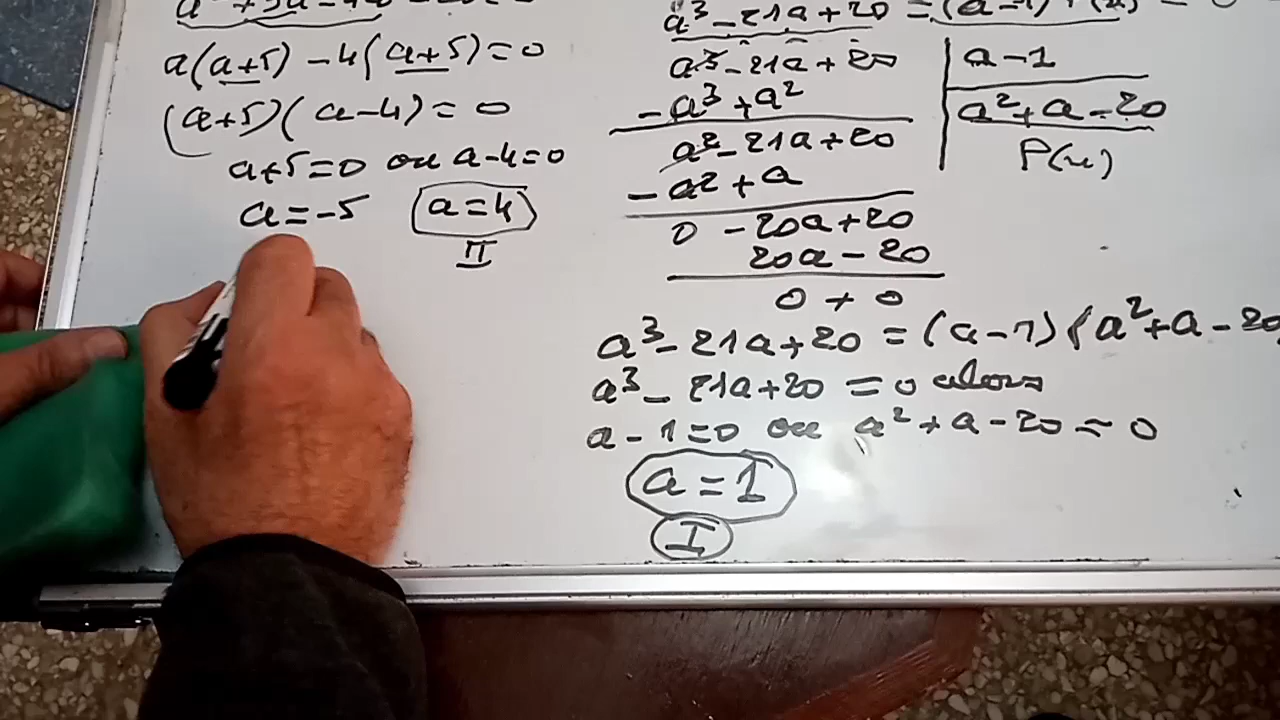 a(a+5) - 4(a+5) = 0
(a+5)(a-4) = 0
a+5=0 ou a-4=0
a = -5 a=4
II
a³ - 21a + 20 =
a³ - 21a + 20 a - 1
- a³ + a² a² + a - 20
a² - 21a + 20 P(x)
- a² + a
0 - 20a + 20
20a - 20
0 + 0
a³ - 21a + 20 = (a-1)(a² + a - 20
a³ - 21a + 20 = 0 alors
a - 1 = 0 ou a² + a - 20 = 0
a = 1
I